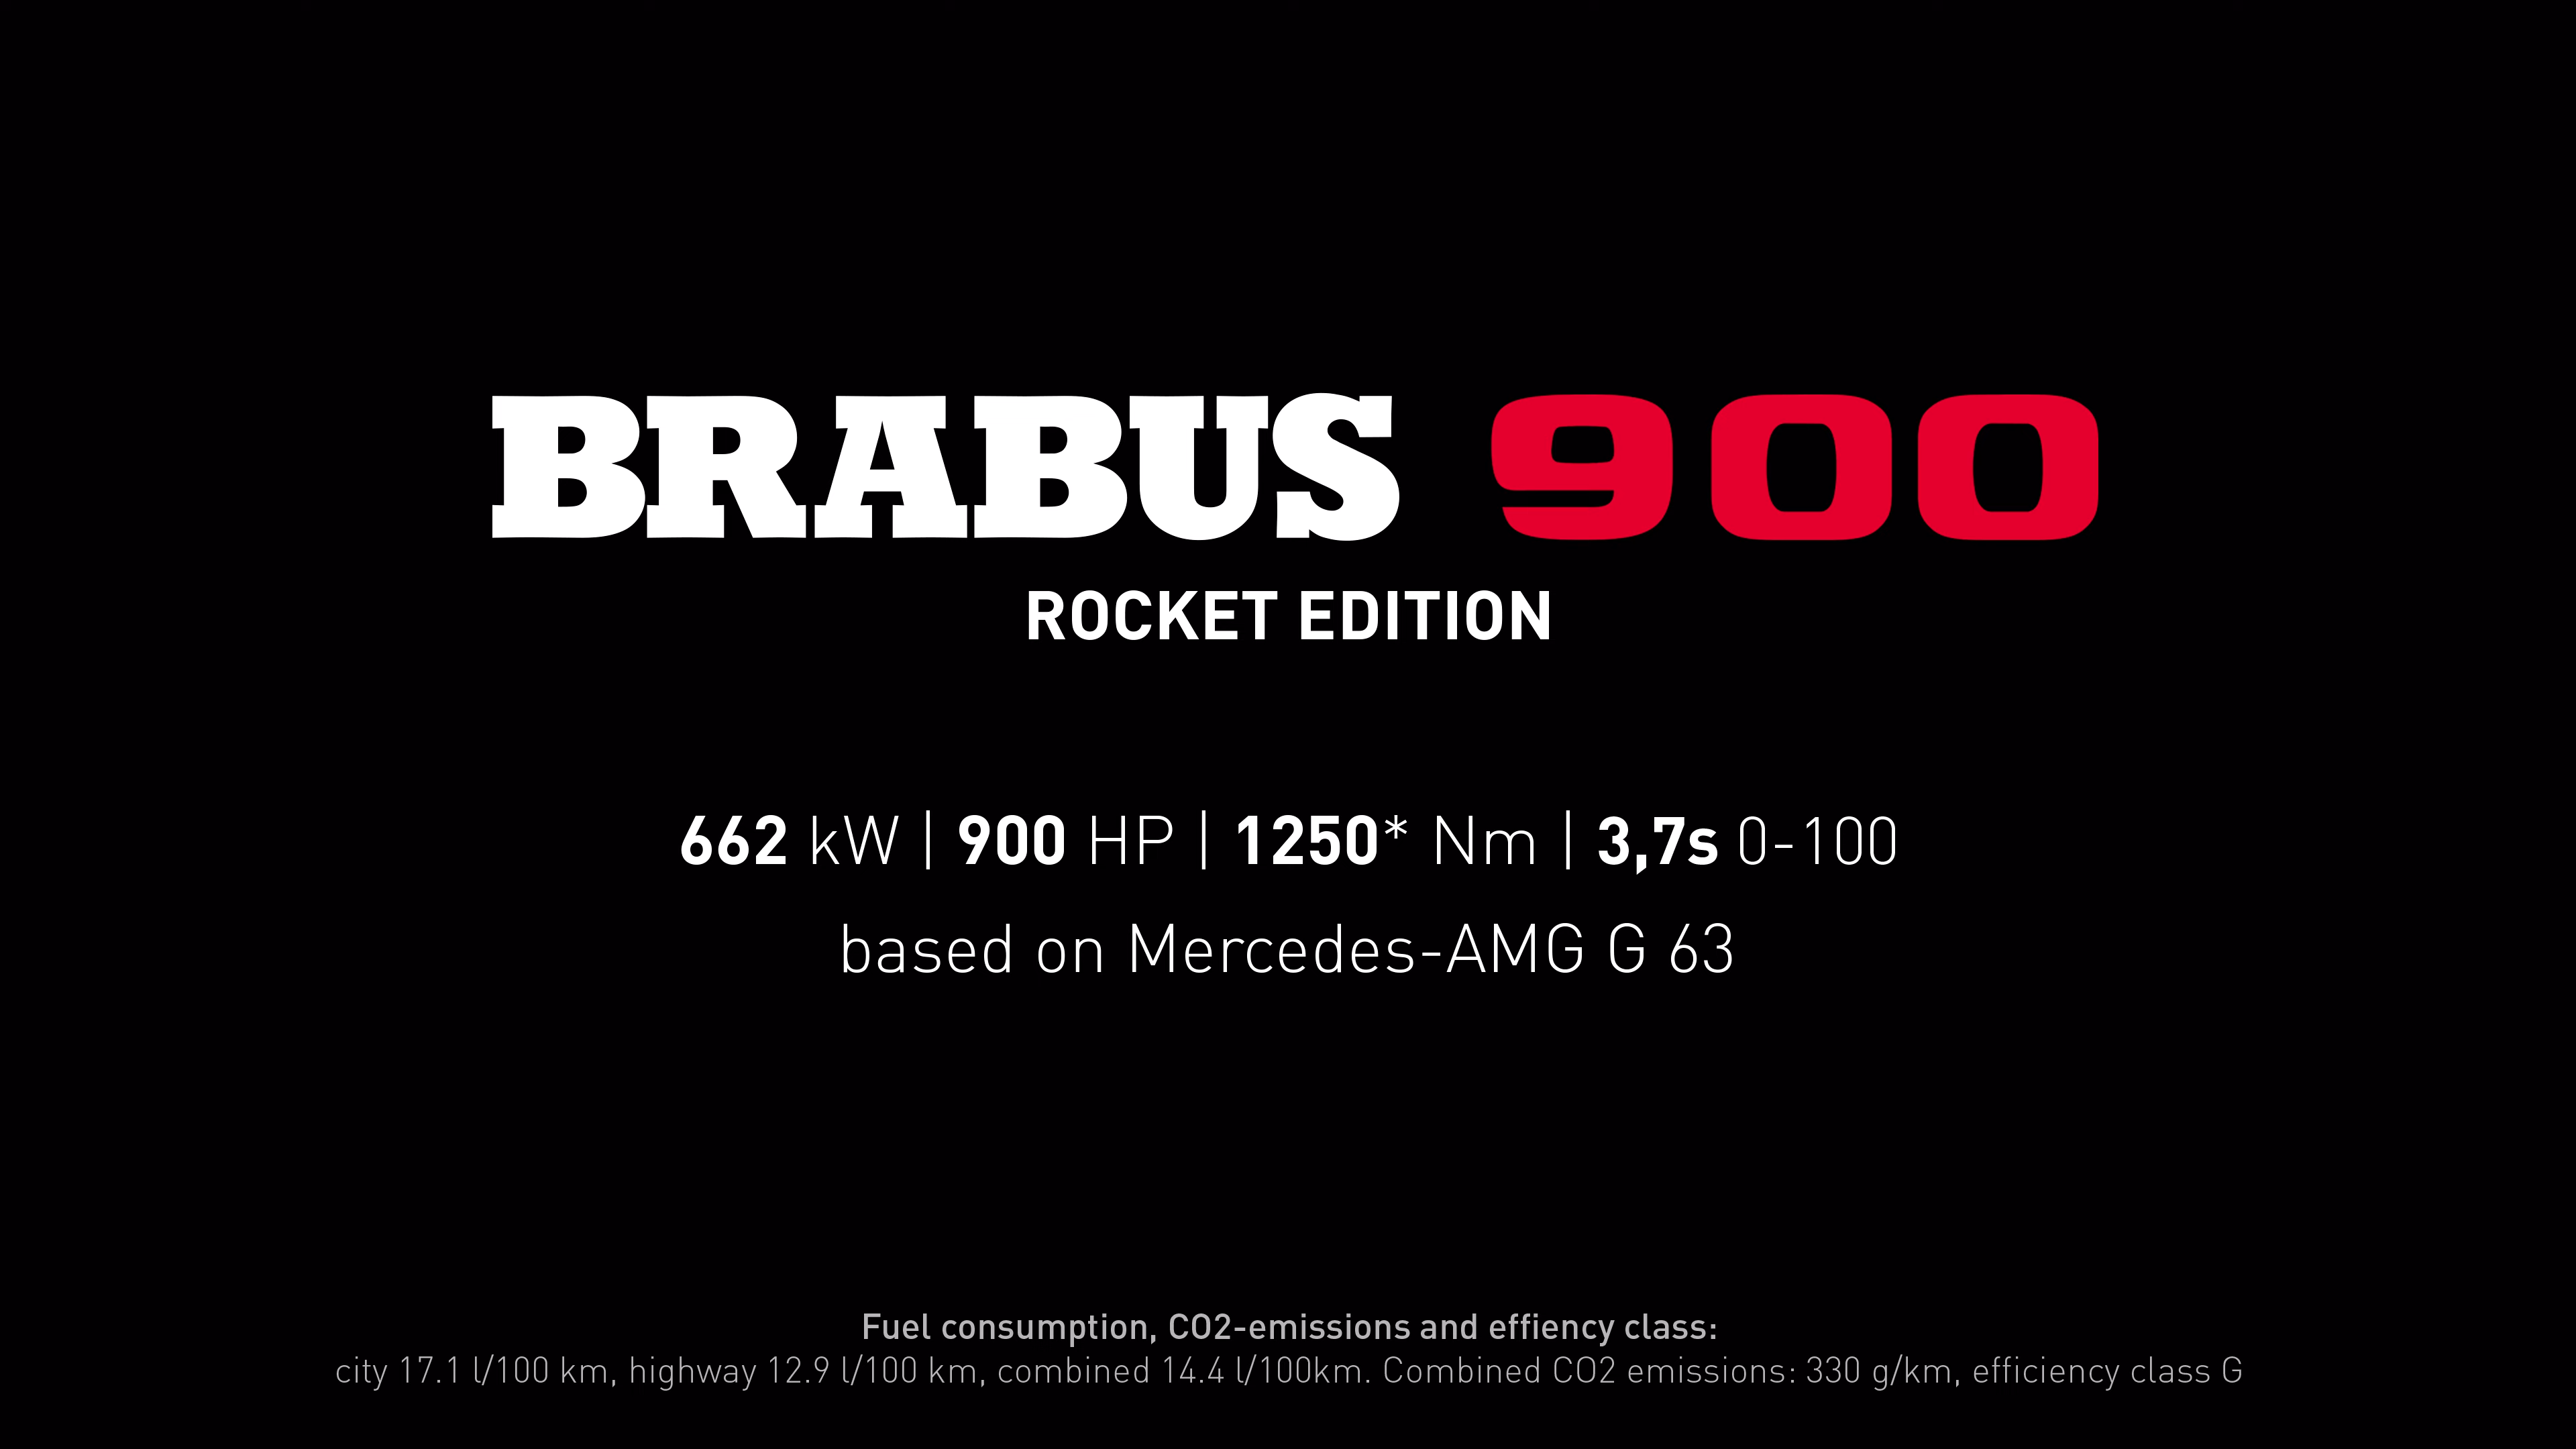 BRABUS 900
ROCKET EDITION
662 kW | 900 HP | 1250* Nm | 3,7s 0-100
based on Mercedes-AMG G 63
Fuel consumption, CO2-emissions and effiency class:
city 17.1 l/100 km, highway 12.9 l/100 km, combined 14.4 l/100km. Combined CO2 emissions: 330 g/km, efficiency class G